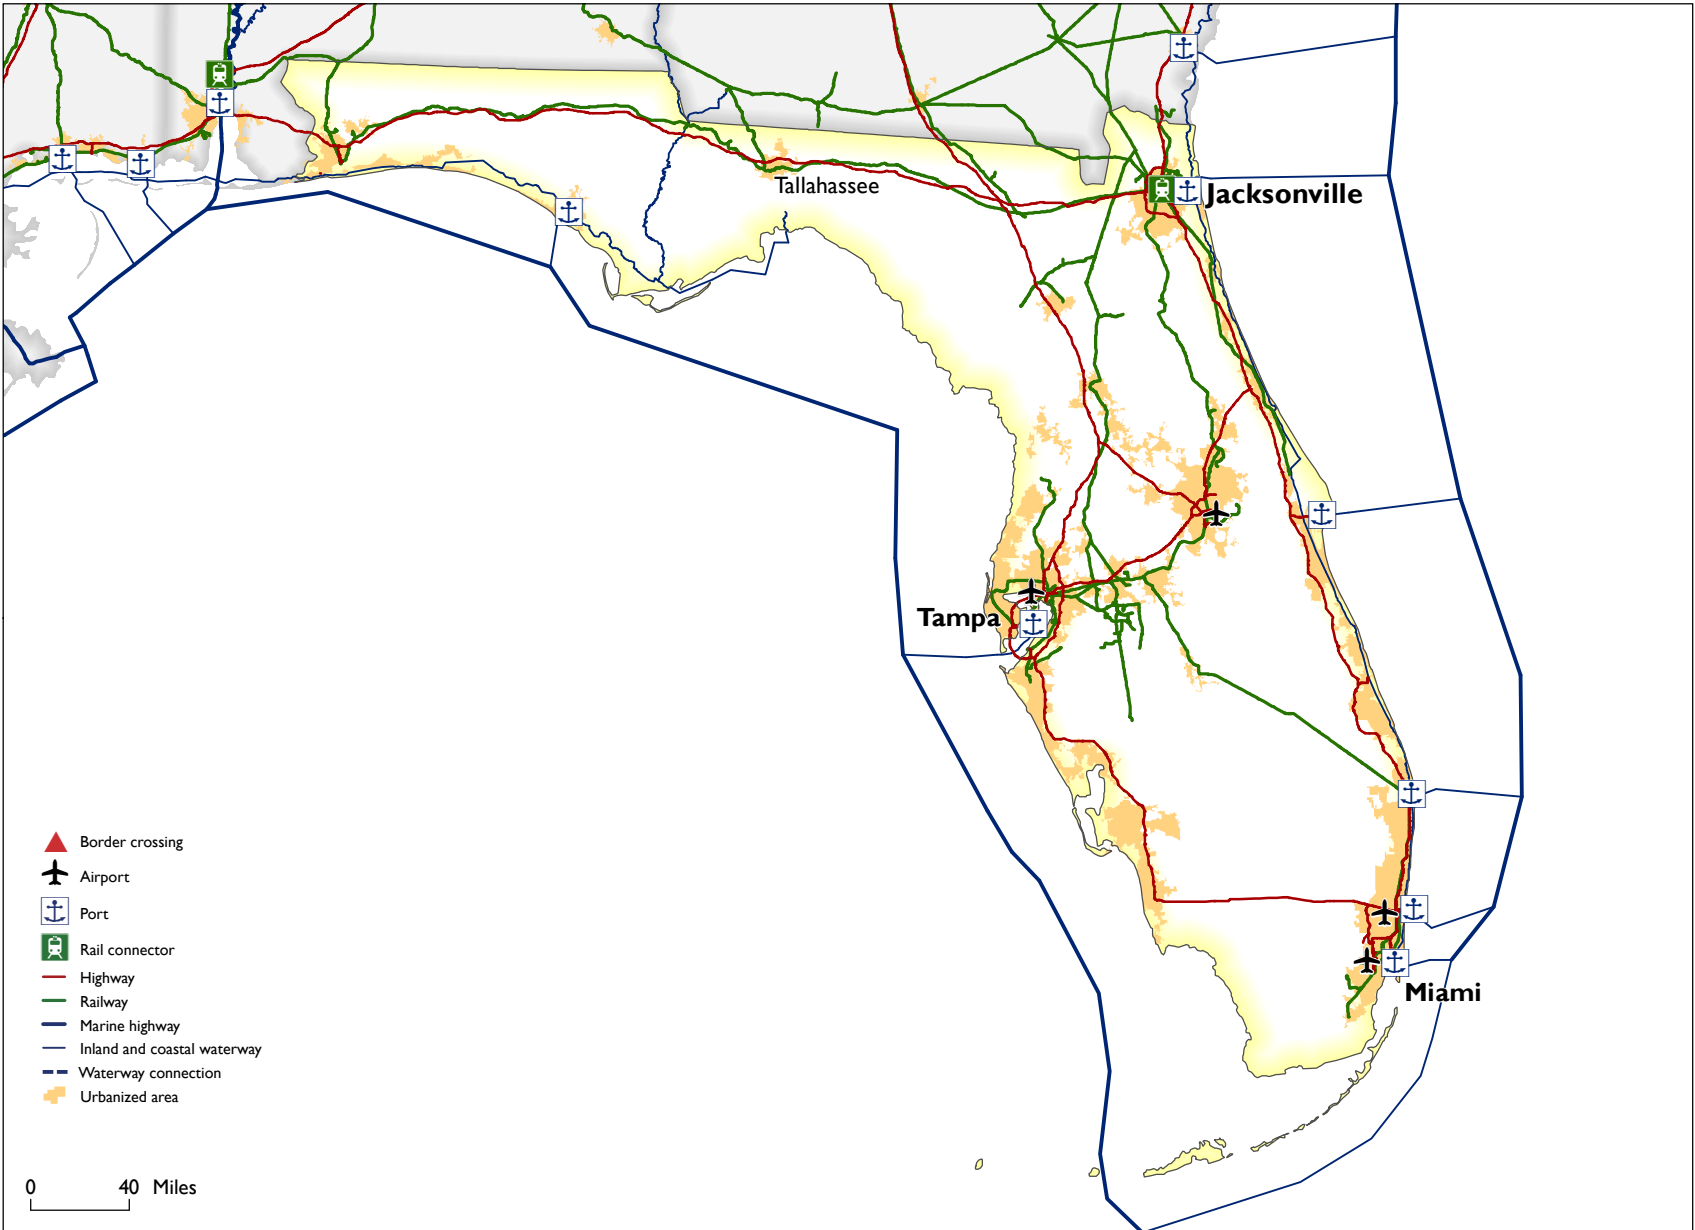 Tallahassee
Jacksonville
Tampa
Miami
Border crossing
Airport
Port
Rail connector
Highway
Railway
Marine highway
Inland and coastal waterway
Waterway connection
Urbanized area
0 40 Miles